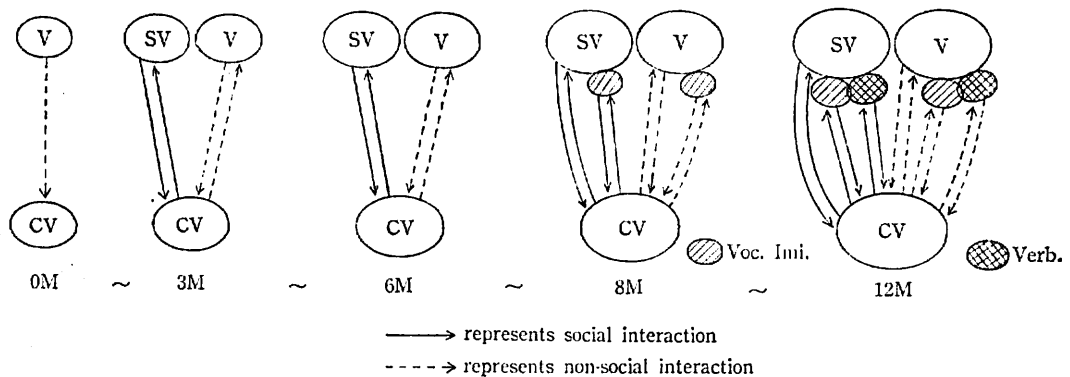 V SV V SV V SV V SV V
CV CV CV CV CV
Voc. Imi. Verb.
0M ~ 3M ~ 6M ~ 8M ~ 12M
represents social interaction
represents non-social interaction